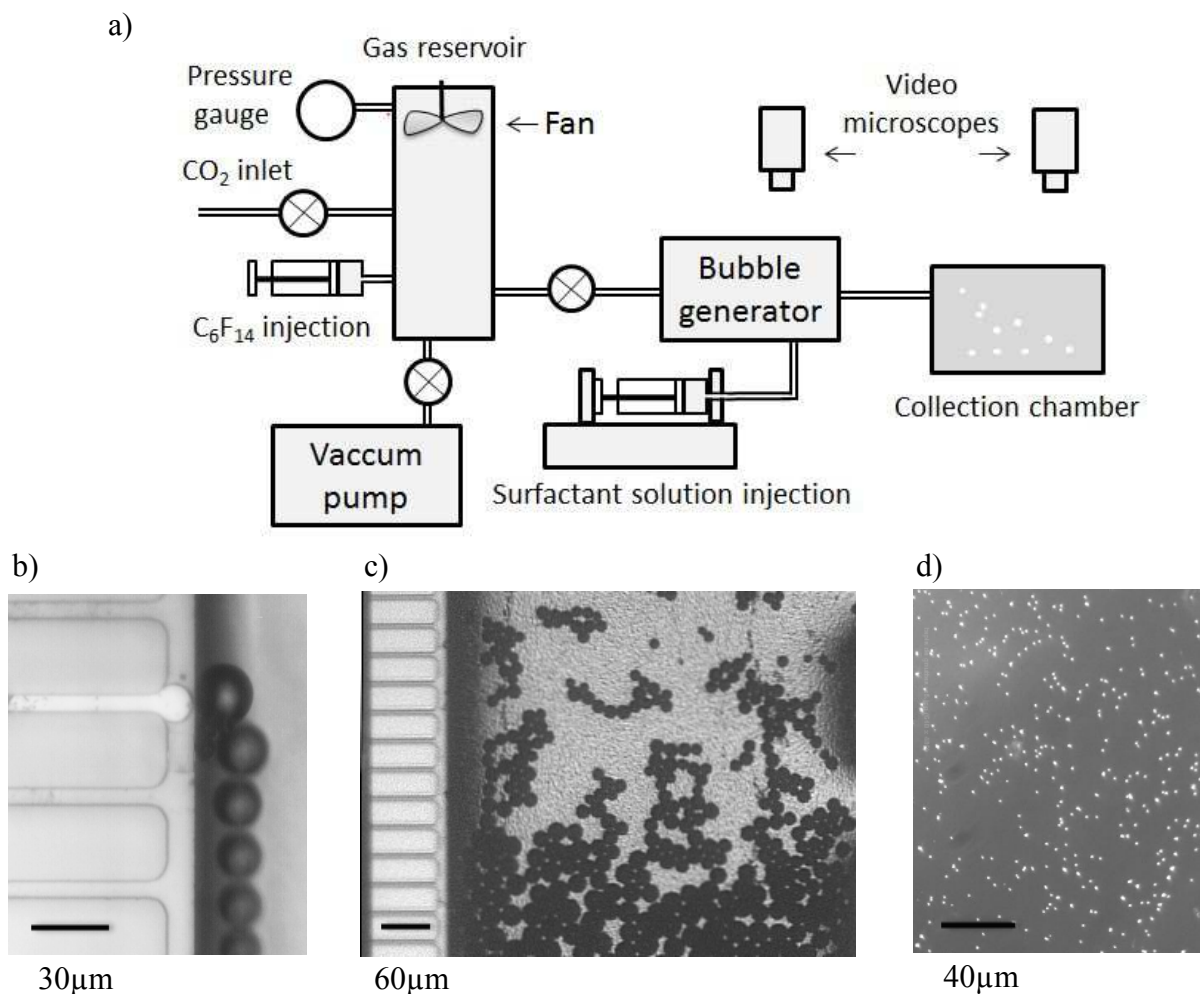 a)
Gas reservoir
Pressure
gauge
Fan
Video
microscopes
CO₂ inlet
C₆F₁₄ injection
Bubble
generator
Collection chamber
Vaccum
pump
Surfactant solution injection
b)
c)
d)
30µm
60µm
40µm